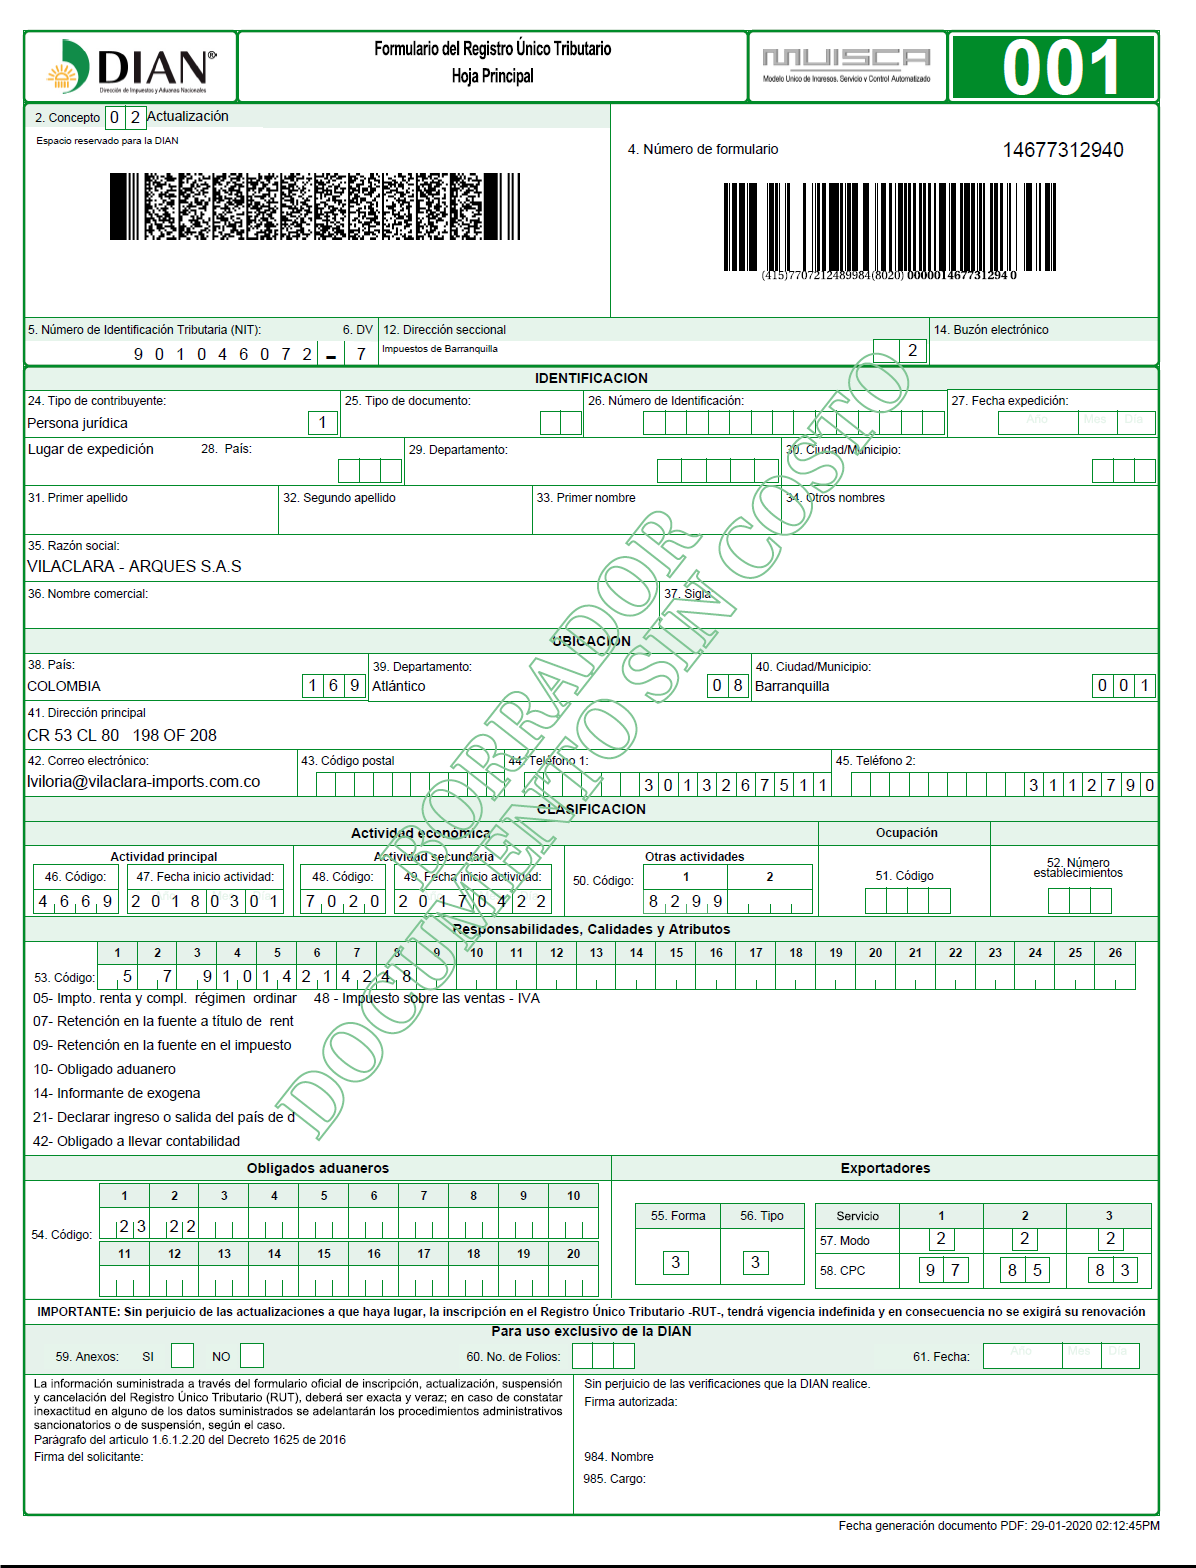 DIAN®
Dirección de Impuestos y Aduanas Nacionales
Formulario del Registro Único Tributario
Hoja Principal
MUISCA
Modelo Unico de Ingresos, Servicio y Control Automatizado
001
2. Concepto 0 2 Actualización
Espacio reservado para la DIAN
4. Número de formulario 14677312940
(415)7707212489984(8020) 000001467731294 0
5. Número de Identificación Tributaria (NIT): 6. DV 12. Dirección seccional 14. Buzón electrónico
9 0 1 0 4 6 0 7 2 - 7 Impuestos de Barranquilla 2
IDENTIFICACION
24. Tipo de contribuyente: 25. Tipo de documento: 26. Número de Identificación: 27. Fecha expedición:
Persona jurídica 1 Año Mes Día
Lugar de expedición 28. País: 29. Departamento: 30. Ciudad/Municipio:
31. Primer apellido 32. Segundo apellido 33. Primer nombre 34. Otros nombres
35. Razón social:
VILACLARA - ARQUES S.A.S
36. Nombre comercial: 37. Sigla:
UBICACION
38. País: 39. Departamento: 40. Ciudad/Municipio:
COLOMBIA 1 6 9 Atlántico 0 8 Barranquilla 0 0 1
41. Dirección principal
CR 53 CL 80 198 OF 208
42. Correo electrónico: 43. Código postal 44. Teléfono 1: 45. Teléfono 2:
lviloria@vilaclara-imports.com.co 3 0 1 3 2 6 7 5 1 1 3 1 1 2 7 9 0
CLASIFICACION
Actividad económica Ocupación
Actividad principal Actividad secundaria Otras actividades 52. Número
establecimientos
46. Código: 47. Fecha inicio actividad: 48. Código: 49. Fecha inicio actividad: 50. Código: 1 2 51. Código
4 6 6 9 2 0 1 8 0 3 0 1 7 0 2 0 2 0 1 7 0 4 2 2 8 2 9 9
Responsabilidades, Calidades y Atributos
1 2 3 4 5 6 7 8 9 10 11 12 13 14 15 16 17 18 19 20 21 22 23 24 25 26
53. Código: 5 7 9 1 0 1 4 2 1 4 2 4 8
05- Impto. renta y compl. régimen ordinar 48 - Impuesto sobre las ventas - IVA
07- Retención en la fuente a título de rent
09- Retención en la fuente en el impuesto
10- Obligado aduanero
14- Informante de exogena
21- Declarar ingreso o salida del país de d
42- Obligado a llevar contabilidad
BORRADOR
DOCUMENTO SIN COSTO
Obligados aduaneros Exportadores
1 2 3 4 5 6 7 8 9 10
54. Código: 2 3 2 2
11 12 13 14 15 16 17 18 19 20
55. Forma 56. Tipo Servicio 1 2 3
3 3 57. Modo 2 2 2
58. CPC 9 7 8 5 8 3
IMPORTANTE: Sin perjuicio de las actualizaciones a que haya lugar, la inscripción en el Registro Único Tributario -RUT-, tendrá vigencia indefinida y en consecuencia no se exigirá su renovación
Para uso exclusivo de la DIAN
59. Anexos: SI NO 60. No. de Folios: 61. Fecha: Año Mes Día
La información suministrada a través del formulario oficial de inscripción, actualización, suspensión
y cancelación del Registro Único Tributario (RUT), deberá ser exacta y veraz; en caso de constatar
inexactitud en alguno de los datos suministrados se adelantarán los procedimientos administrativos
sancionatorios o de suspensión, según el caso.
Parágrafo del articulo 1.6.1.2.20 del Decreto 1625 de 2016
Firma del solicitante:
Sin perjuicio de las verificaciones que la DIAN realice.
Firma autorizada:
984. Nombre
985. Cargo:
Fecha generación documento PDF: 29-01-2020 02:12:45PM